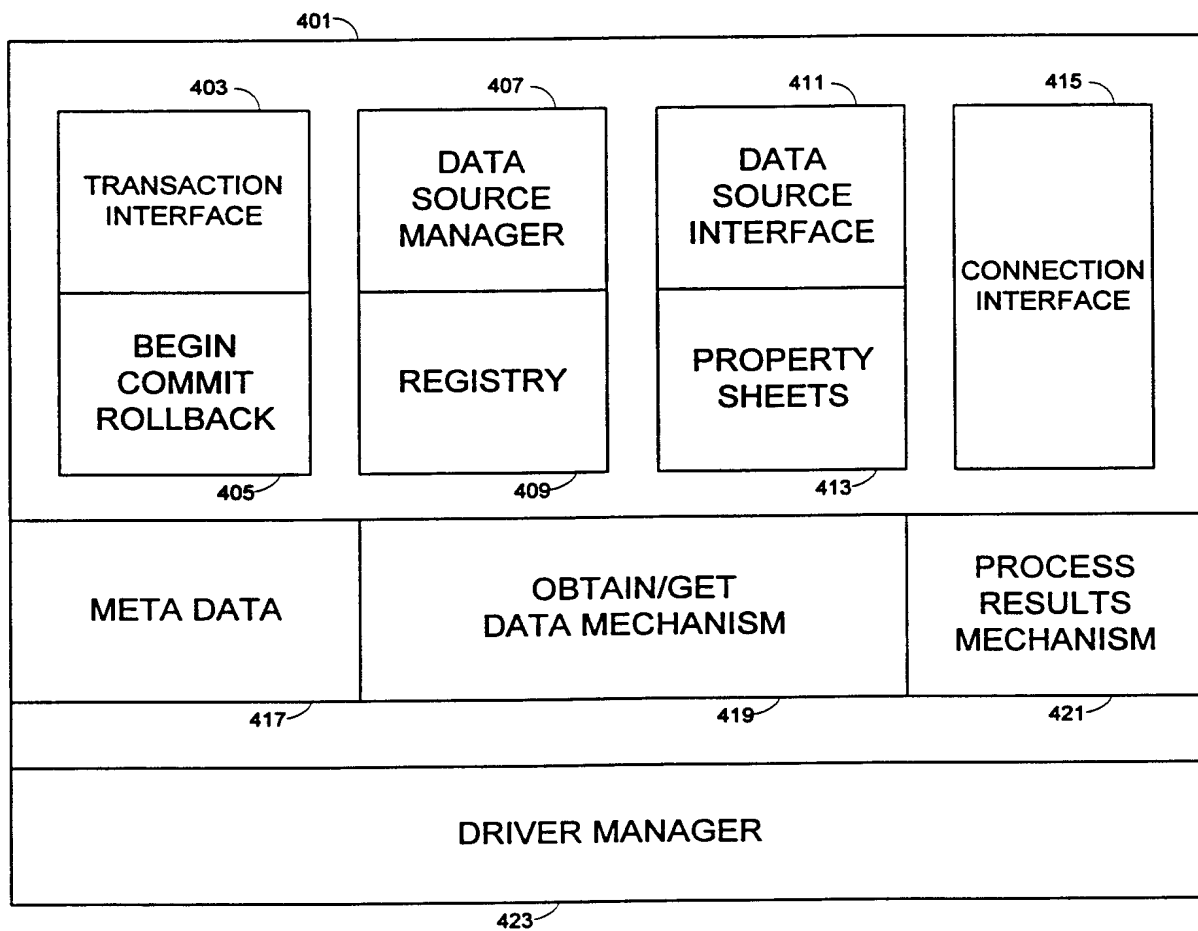 401
403
407
411
415
TRANSACTION
INTERFACE
DATA
SOURCE
MANAGER
DATA
SOURCE
INTERFACE
CONNECTION
INTERFACE
BEGIN
COMMIT
ROLLBACK
REGISTRY
PROPERTY
SHEETS
405
409
413
META DATA
OBTAIN/GET
DATA MECHANISM
PROCESS
RESULTS
MECHANISM
417
419
421
DRIVER MANAGER
423